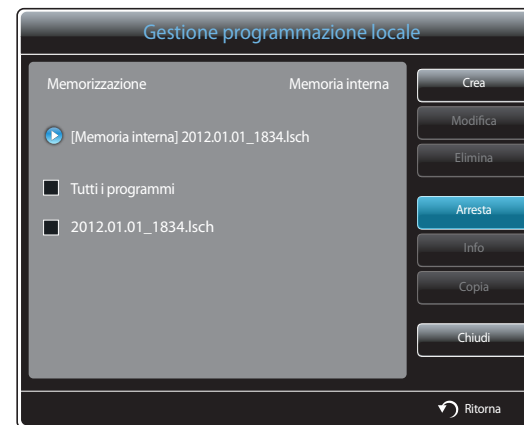 Gestione programmazione locale
Memorizzazione Memoria interna
[Memoria interna] 2012.01.01_1834.lsch
Tutti i programmi
2012.01.01_1834.lsch
Crea
Modifica
Elimina
Arresta
Info
Copia
Chiudi
Ritorna